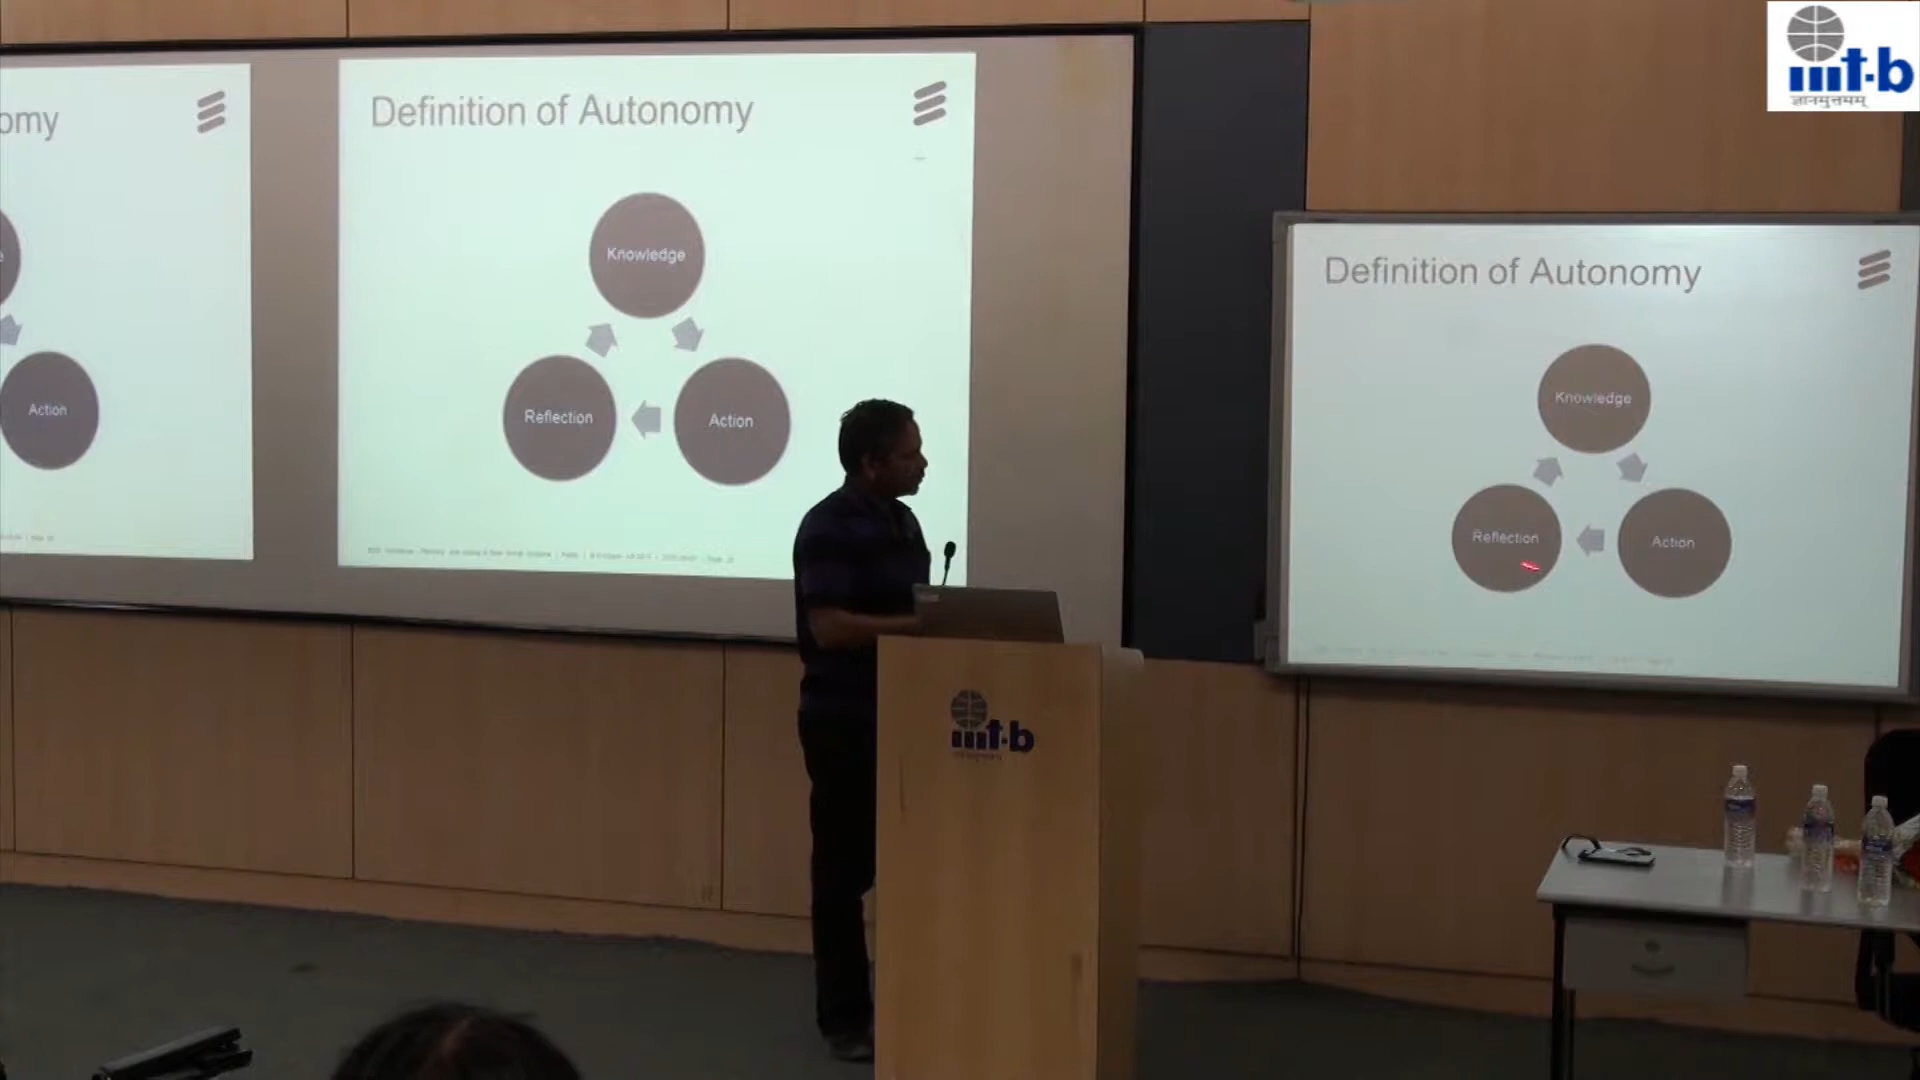 omy
Action
Definition of Autonomy
Knowledge
Reflection
Action
Definition of Autonomy
Knowledge
Reflection
Action
iiit-b
ज्ञानमुत्तमम्
iiit-b